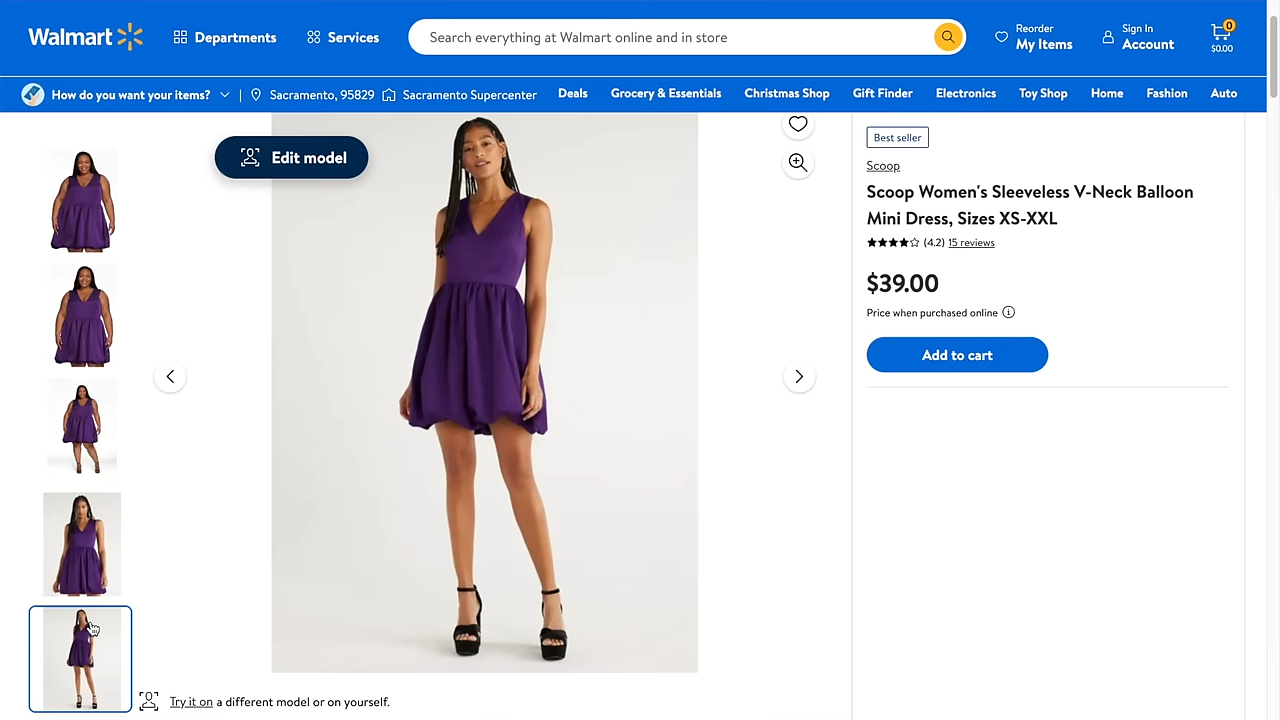 Walmart
Departments
Services
Search everything at Walmart online and in store
Reorder
My Items
Sign In
Account
0
$0.00
How do you want your items?
Sacramento, 95829
Sacramento Supercenter
Deals
Grocery & Essentials
Christmas Shop
Gift Finder
Electronics
Toy Shop
Home
Fashion
Auto
Edit model
Best seller
Scoop
Scoop Women's Sleeveless V-Neck Balloon
Mini Dress, Sizes XS-XXL
(4.2) 15 reviews
$39.00
Price when purchased online
Add to cart
Try it on a different model or on yourself.